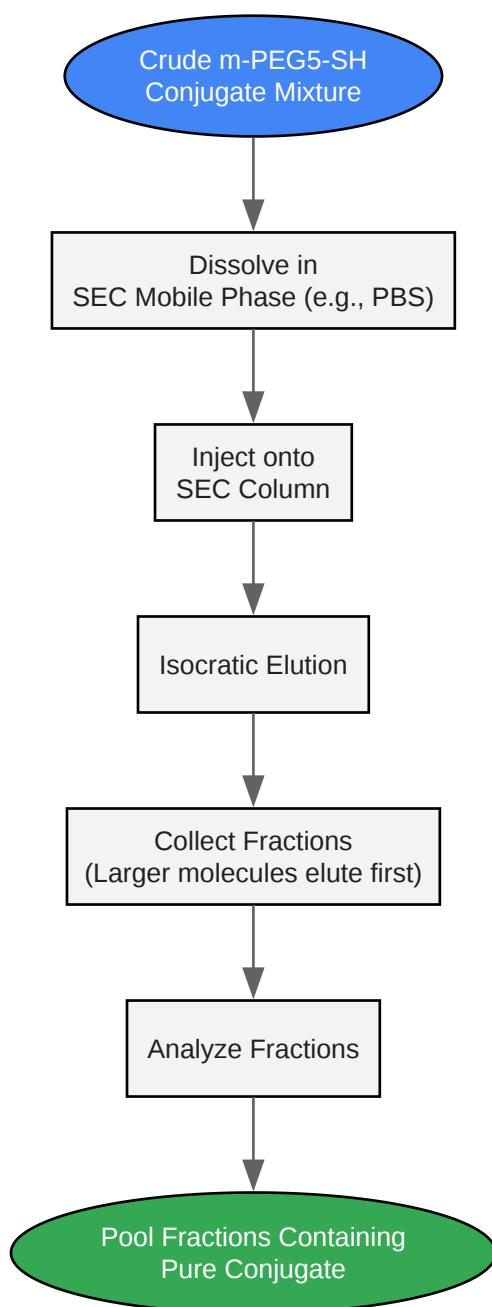 Crude m-PEG5-SH
Conjugate Mixture
Dissolve in
SEC Mobile Phase (e.g., PBS)
Inject onto
SEC Column
Isocratic Elution
Collect Fractions
(Larger molecules elute first)
Analyze Fractions
Pool Fractions Containing
Pure Conjugate